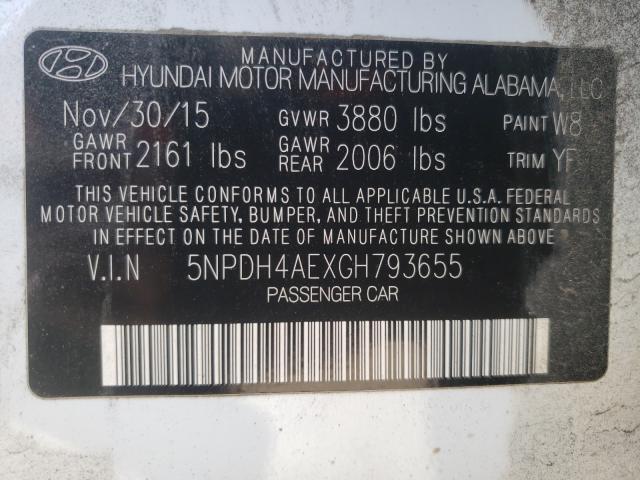 MANUFACTURED BY
HYUNDAI MOTOR MANUFACTURING ALABAMA, LLC
Nov/30/15 GVWR 3880 lbs PAINT W8
GAWR FRONT 2161 lbs GAWR REAR 2006 lbs TRIM YF
THIS VEHICLE CONFORMS TO ALL APPLICABLE U.S.A. FEDERAL
MOTOR VEHICLE SAFETY, BUMPER, AND THEFT PREVENTION STANDARDS
IN EFFECT ON THE DATE OF MANUFACTURE SHOWN ABOVE.
V.I.N 5NPDH4AEXGH793655
PASSENGER CAR